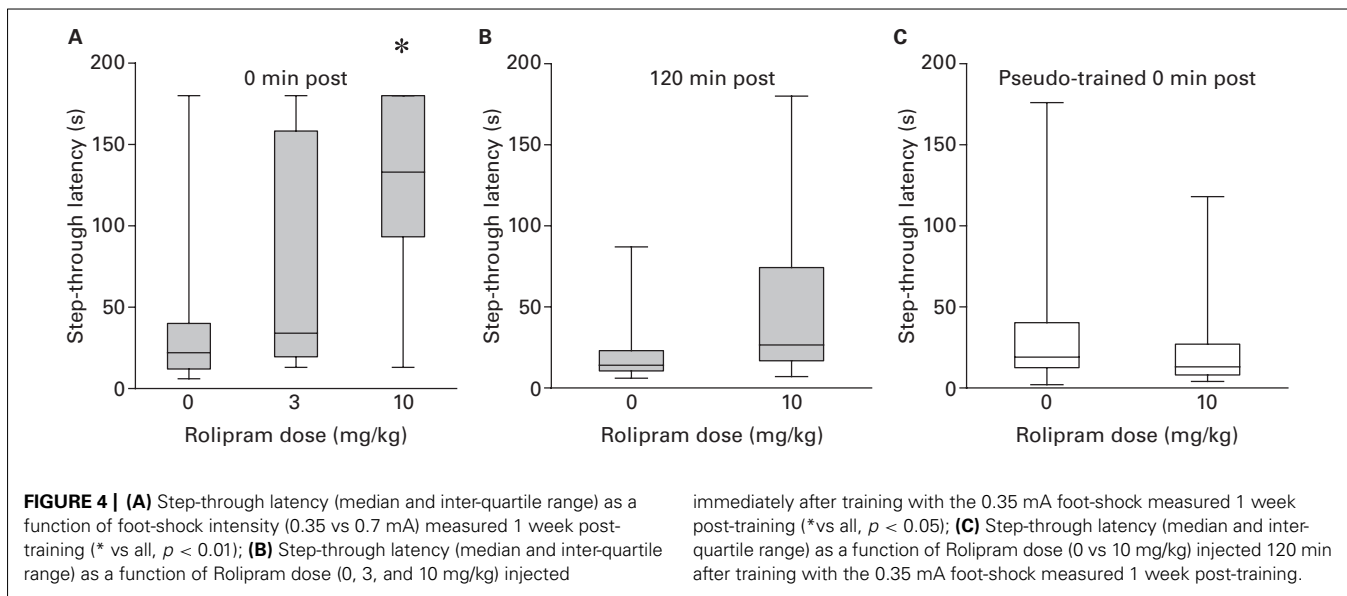 A
*
200
0 min post
150
100
50
0
Step-through latency (s)
0 3 10
Rolipram dose (mg/kg)
B
200
120 min post
150
200
50
0
Step-through latency (s)
0 10
Rolipram dose (mg/kg)
C
200
Pseudo-trained 0 min post
150
200
50
0
Step-through latency (s)
0 10
Rolipram dose (mg/kg)
FIGURE 4 | (A) Step-through latency (median and inter-quartile range) as a
function of foot-shock intensity (0.35 vs 0.7 mA) measured 1 week post-
training (* vs all, p < 0.01); (B) Step-through latency (median and inter-quartile
range) as a function of Rolipram dose (0, 3, and 10 mg/kg) injected
immediately after training with the 0.35 mA foot-shock measured 1 week
post-training (*vs all, p < 0.05); (C) Step-through latency (median and inter-
quartile range) as a function of Rolipram dose (0 vs 10 mg/kg) injected 120 min
after training with the 0.35 mA foot-shock measured 1 week post-training.